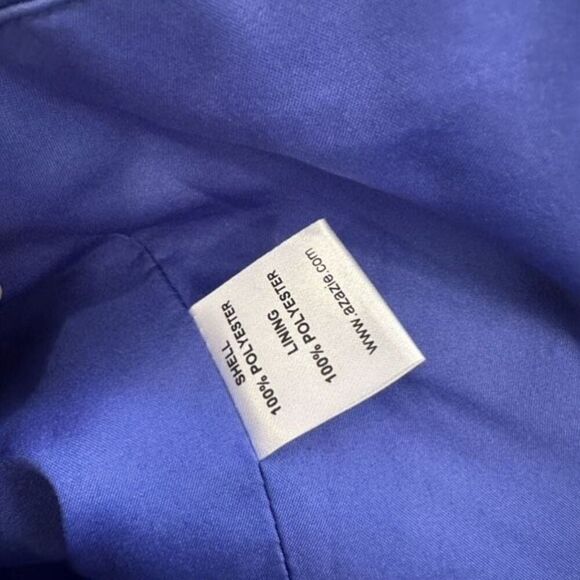 SHELL
100% POLYESTER
LINING
100% POLYESTER
www.azazie.com